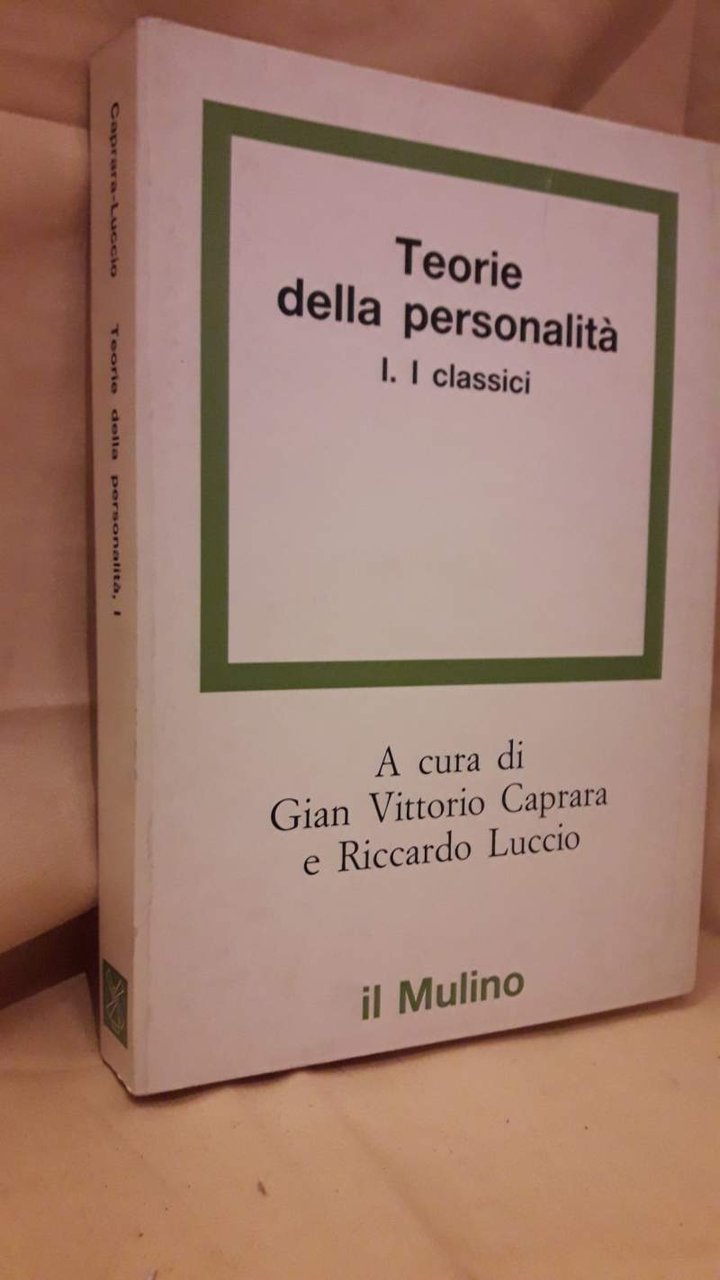 Caprara-Luccio Teorie della personalità, I
Teorie
della personalità
I. I classici
A cura di
Gian Vittorio Caprara
e Riccardo Luccio
il Mulino